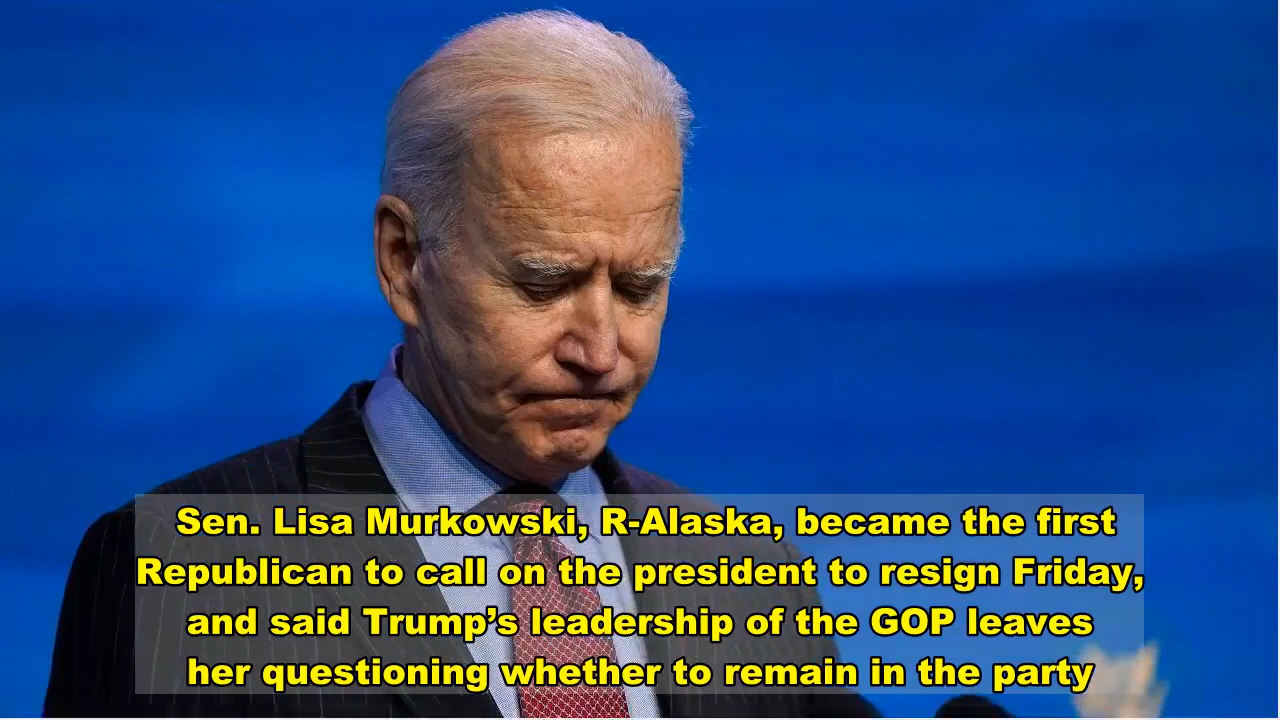 Sen. Lisa Murkowski, R-Alaska, became the first
Republican to call on the president to resign Friday,
and said Trump’s leadership of the GOP leaves
her questioning whether to remain in the party